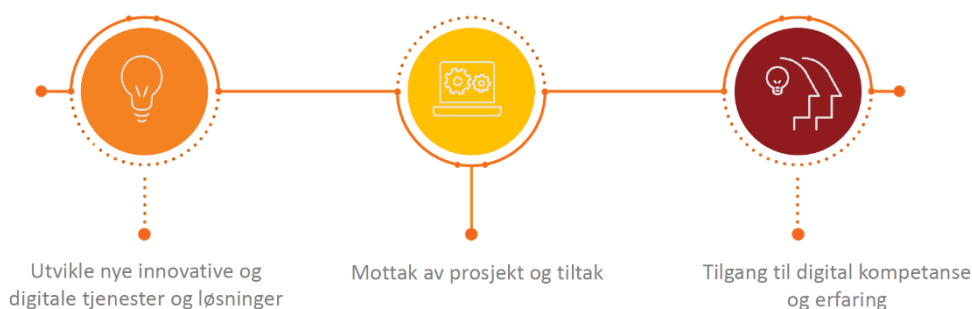 Utvikle nye innovative og
digitale tjenester og løsninger
Mottak av prosjekt og tiltak
Tilgang til digital kompetanse
og erfaring